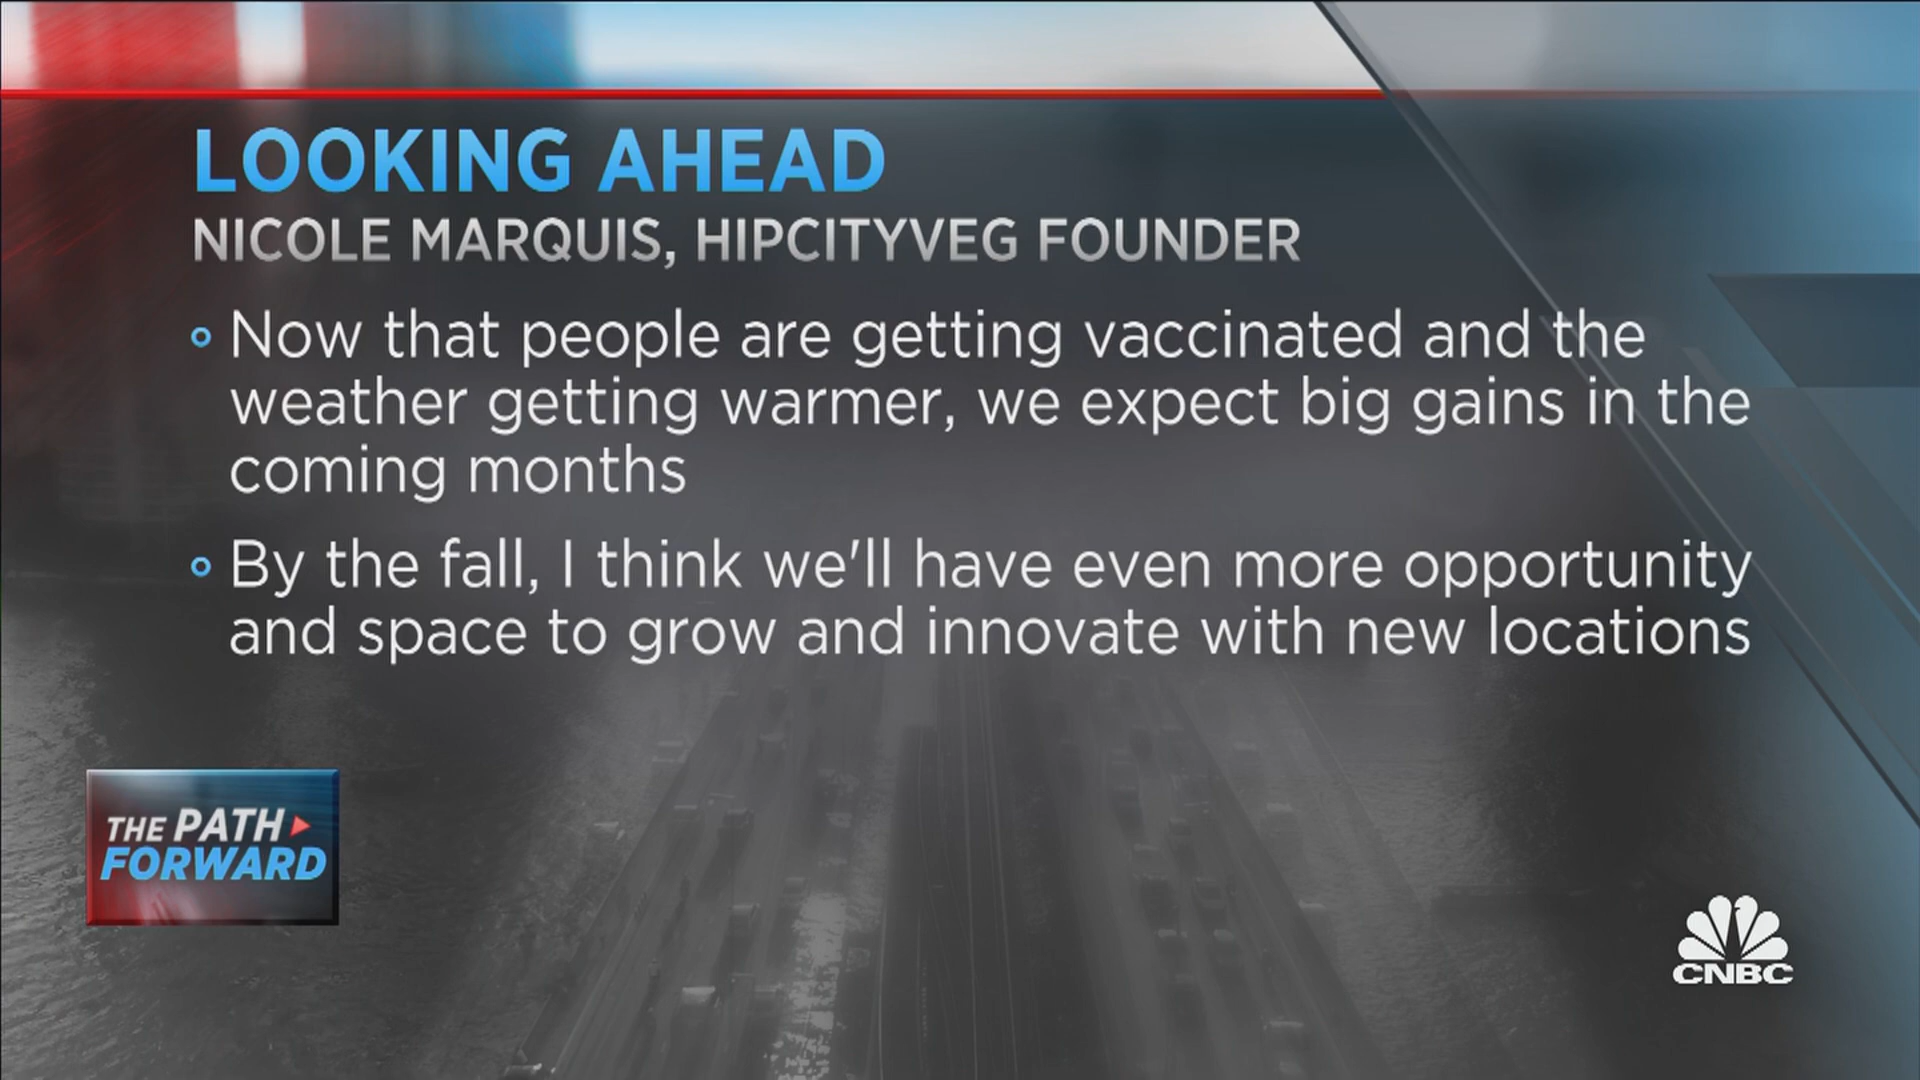 LOOKING AHEAD
NICOLE MARQUIS, HIPCITYVEG FOUNDER
Now that people are getting vaccinated and the
weather getting warmer, we expect big gains in the
coming months
By the fall, I think we'll have even more opportunity
and space to grow and innovate with new locations
THE PATH
FORWARD
CNBC